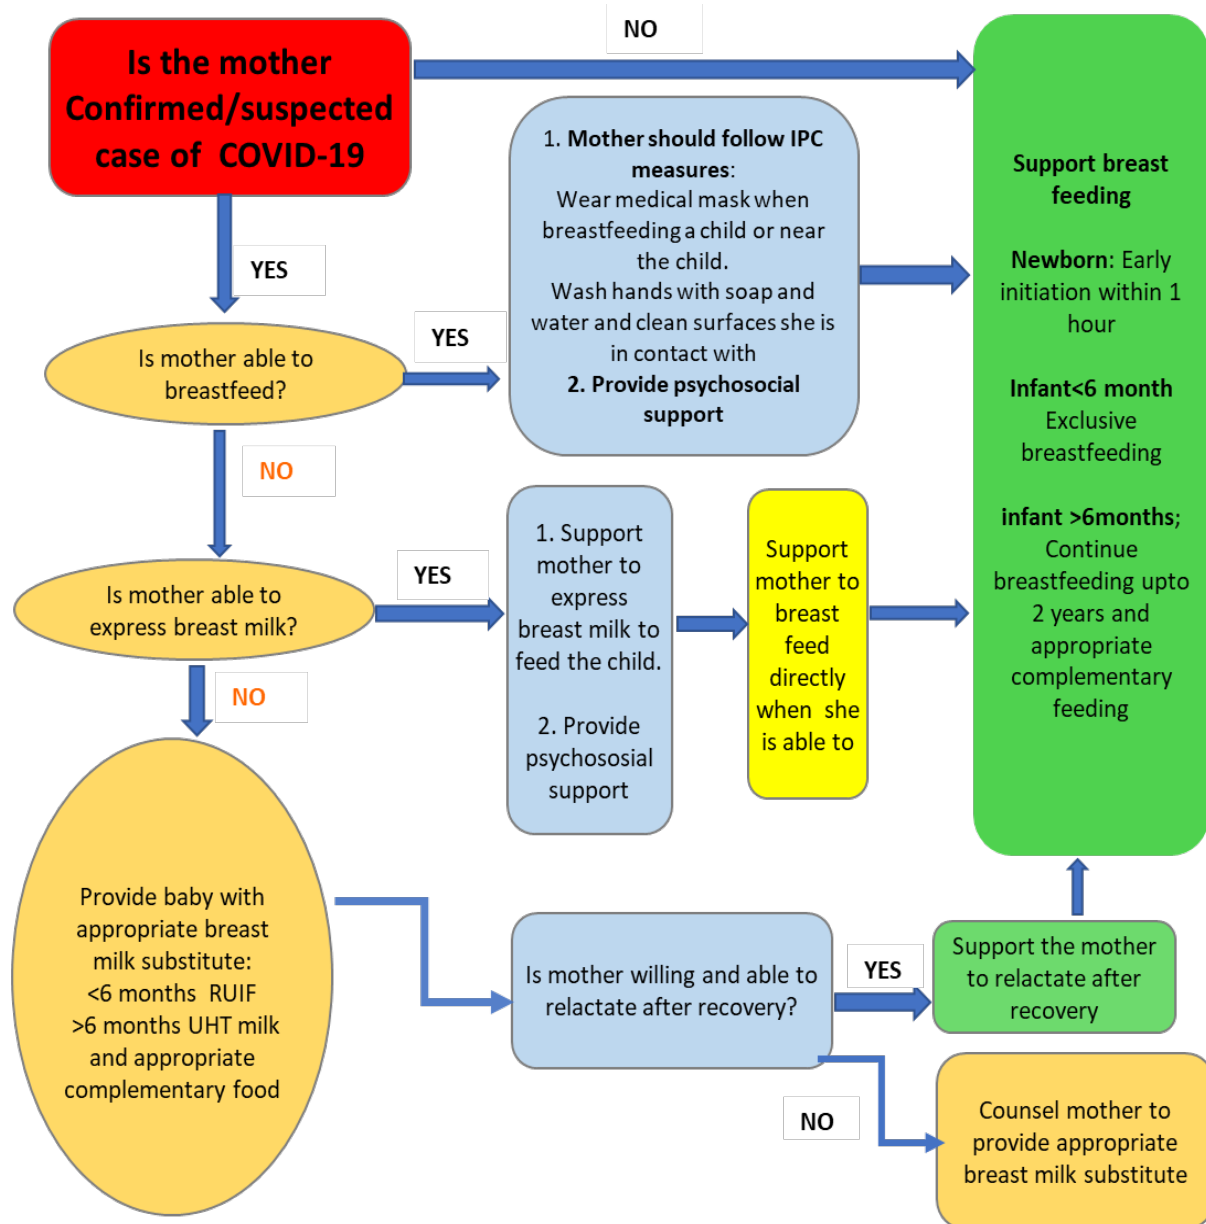 Is the mother
Confirmed/suspected
case of COVID-19
NO
YES
Is mother able to
breastfeed?
YES
1. Mother should follow IPC
measures:
Wear medical mask when
breastfeeding a child or near
the child.
Wash hands with soap and
water and clean surfaces she is
in contact with
2. Provide psychosocial
support
Support breast
feeding
Newborn: Early
initiation within 1
hour
Infant<6 month
Exclusive
breastfeeding
infant >6months;
Continue
breastfeeding upto
2 years and
appropriate
complementary
feeding
NO
Is mother able to
express breast milk?
YES
1. Support
mother to
express
breast milk to
feed the child.
2. Provide
psychososial
support
Support
mother to
breast
feed
directly
when she
is able to
NO
Provide baby with
appropriate breast
milk substitute:
<6 months RUIF
>6 months UHT milk
and appropriate
complementary food
Is mother willing and able to
relactate after recovery?
YES
Support the mother
to relactate after
recovery
NO
Counsel mother to
provide appropriate
breast milk substitute